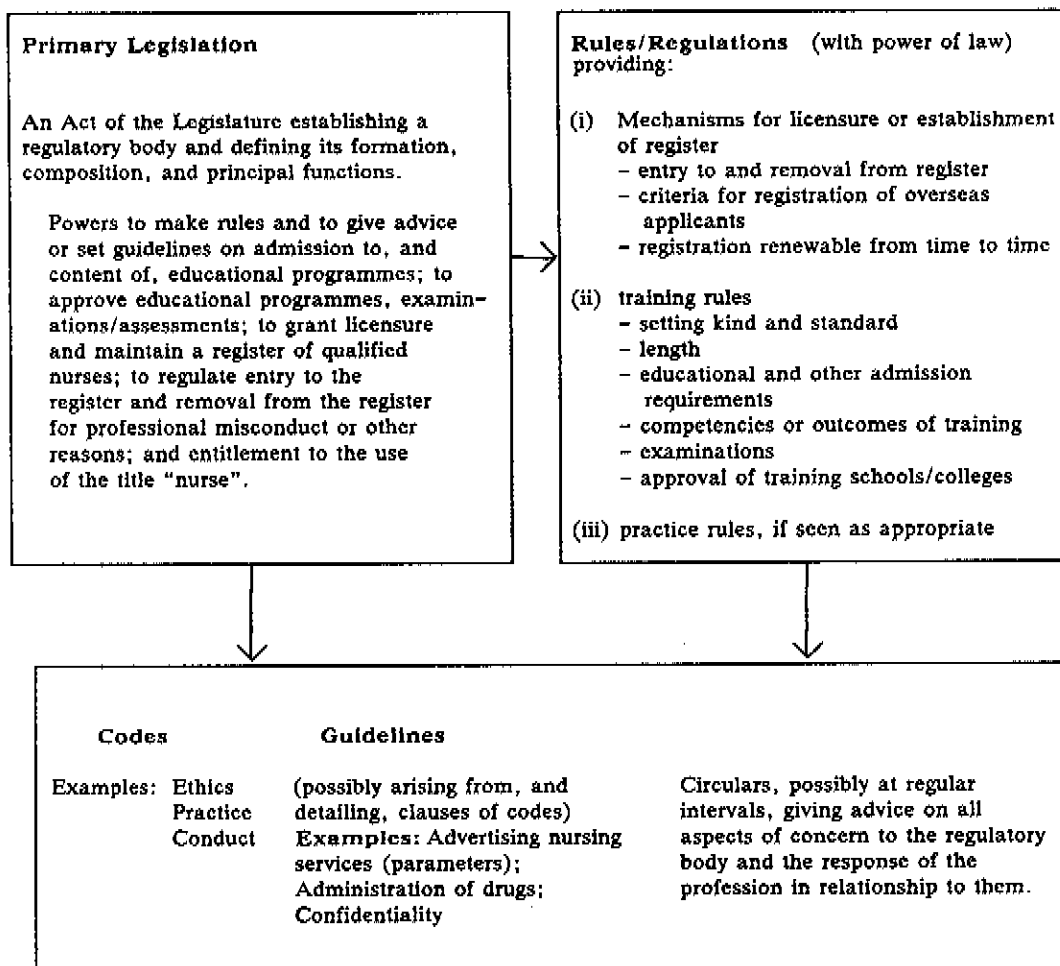 Primary Legislation
An Act of the Legislature establishing a
regulatory body and defining its formation,
composition, and principal functions.
Powers to make rules and to give advice
or set guidelines on admission to, and
content of, educational programmes; to
approve educational programmes, examin-
ations/assessments; to grant licensure
and maintain a register of qualified
nurses; to regulate entry to the
register and removal from the register
for professional misconduct or other
reasons; and entitlement to the use
of the title "nurse".
Rules/Regulations (with power of law)
providing:
(i) Mechanisms for licensure or establishment
of register
– entry to and removal from register
– criteria for registration of overseas
applicants
– registration renewable from time to time
(ii) training rules
– setting kind and standard
– length
– educational and other admission
requirements
– competencies or outcomes of training
– examinations
– approval of training schools/colleges
(iii) practice rules, if seen as appropriate
Codes
Examples: Ethics
Practice
Conduct
Guidelines
(possibly arising from, and
detailing, clauses of codes)
Examples: Advertising nursing
services (parameters);
Administration of drugs;
Confidentiality
Circulars, possibly at regular
intervals, giving advice on all
aspects of concern to the regulatory
body and the response of the
profession in relationship to them.